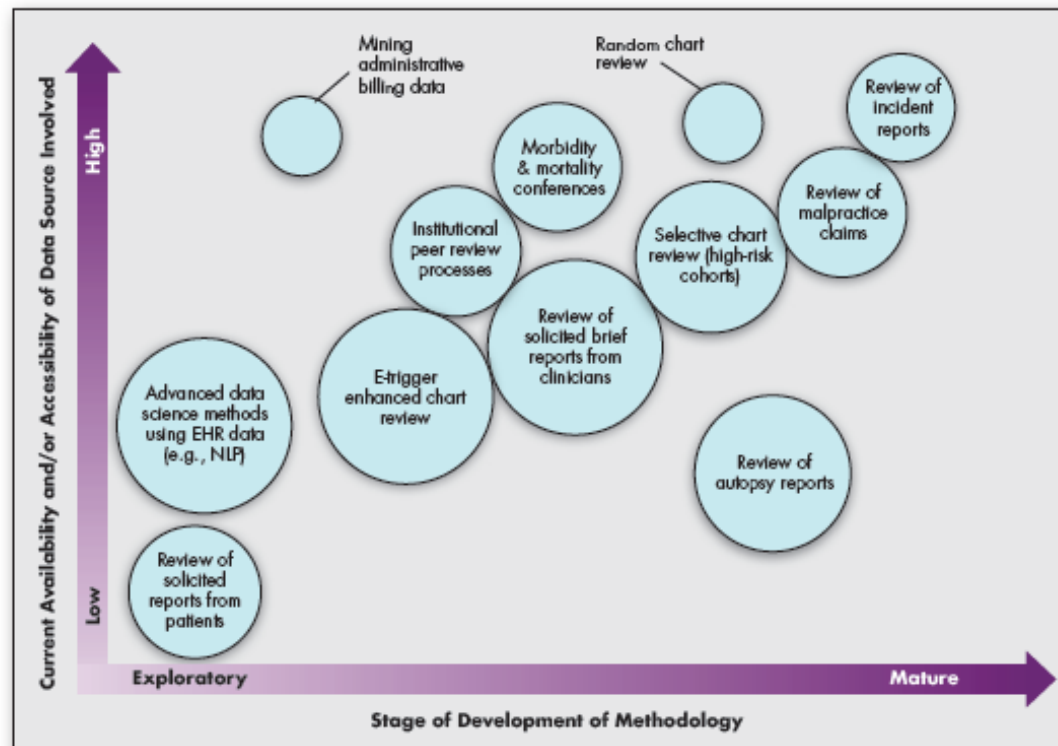 Mining
administrative
billing data
Random chart
review
Review of
incident
reports
Morbidity
& mortality
conferences
Review of
malpractice
claims
Institutional
peer review
processes
Selective chart
review (high-risk
cohorts)
Review of
solicited brief
reports from
clinicians
E-trigger
enhanced chart
review
Advanced data
science methods
using EHR data
(e.g., NLP)
Review of
autopsy reports
Review of
solicited
reports from
patients
Current Availability and/or Accessibility of Data Source Involved
High
Low
Exploratory
Mature
Stage of Development of Methodology